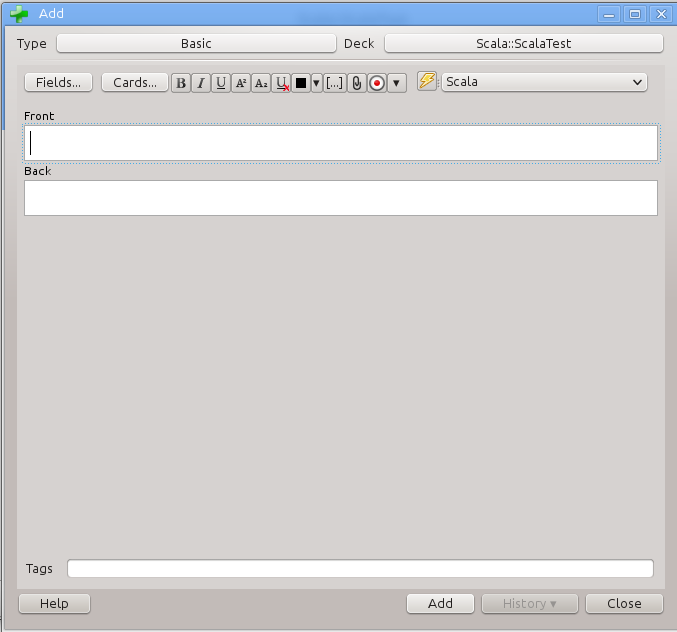 Add
Type Basic Deck Scala::ScalaTest
Fields... Cards... B I U A² A₂ U [...] Scala
Front
Back
Tags
Help Add History ▾ Close